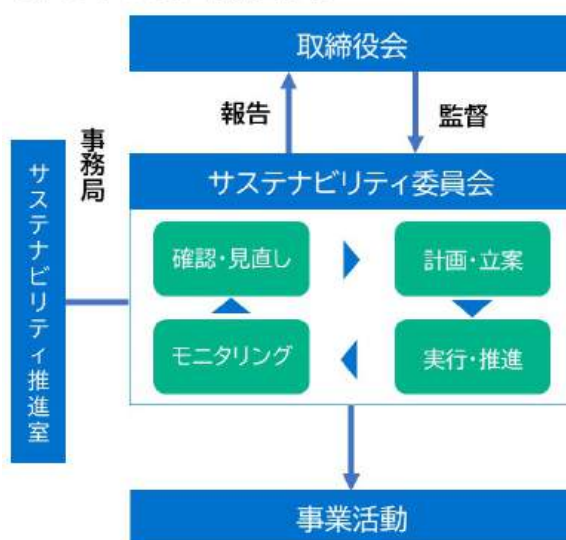 取締役会
報告
監督
事務局
サステナビリティ推進室
サステナビリティ委員会
確認・見直し
計画・立案
モニタリング
実行・推進
事業活動